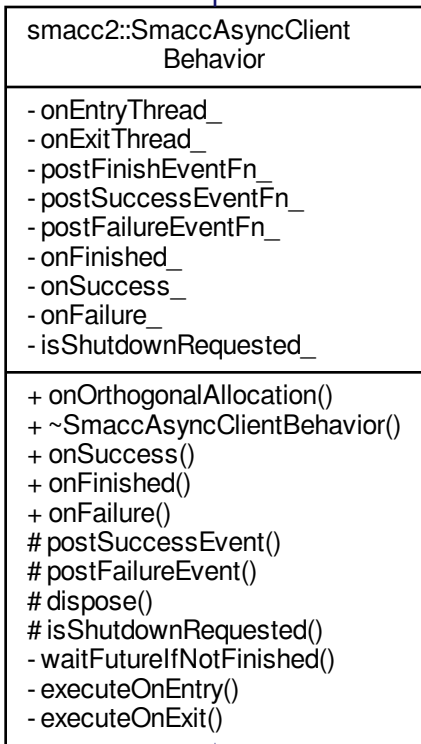 smacc2::SmaccAsyncClient
Behavior
- onEntryThread_
- onExitThread_
- postFinishEventFn_
- postSuccessEventFn_
- postFailureEventFn_
- onFinished_
- onSuccess_
- onFailure_
- isShutdownRequested_
+ onOrthogonalAllocation()
+ ~SmaccAsyncClientBehavior()
+ onSuccess()
+ onFinished()
+ onFailure()
# postSuccessEvent()
# postFailureEvent()
# dispose()
# isShutdownRequested()
- waitFutureIfNotFinished()
- executeOnEntry()
- executeOnExit()